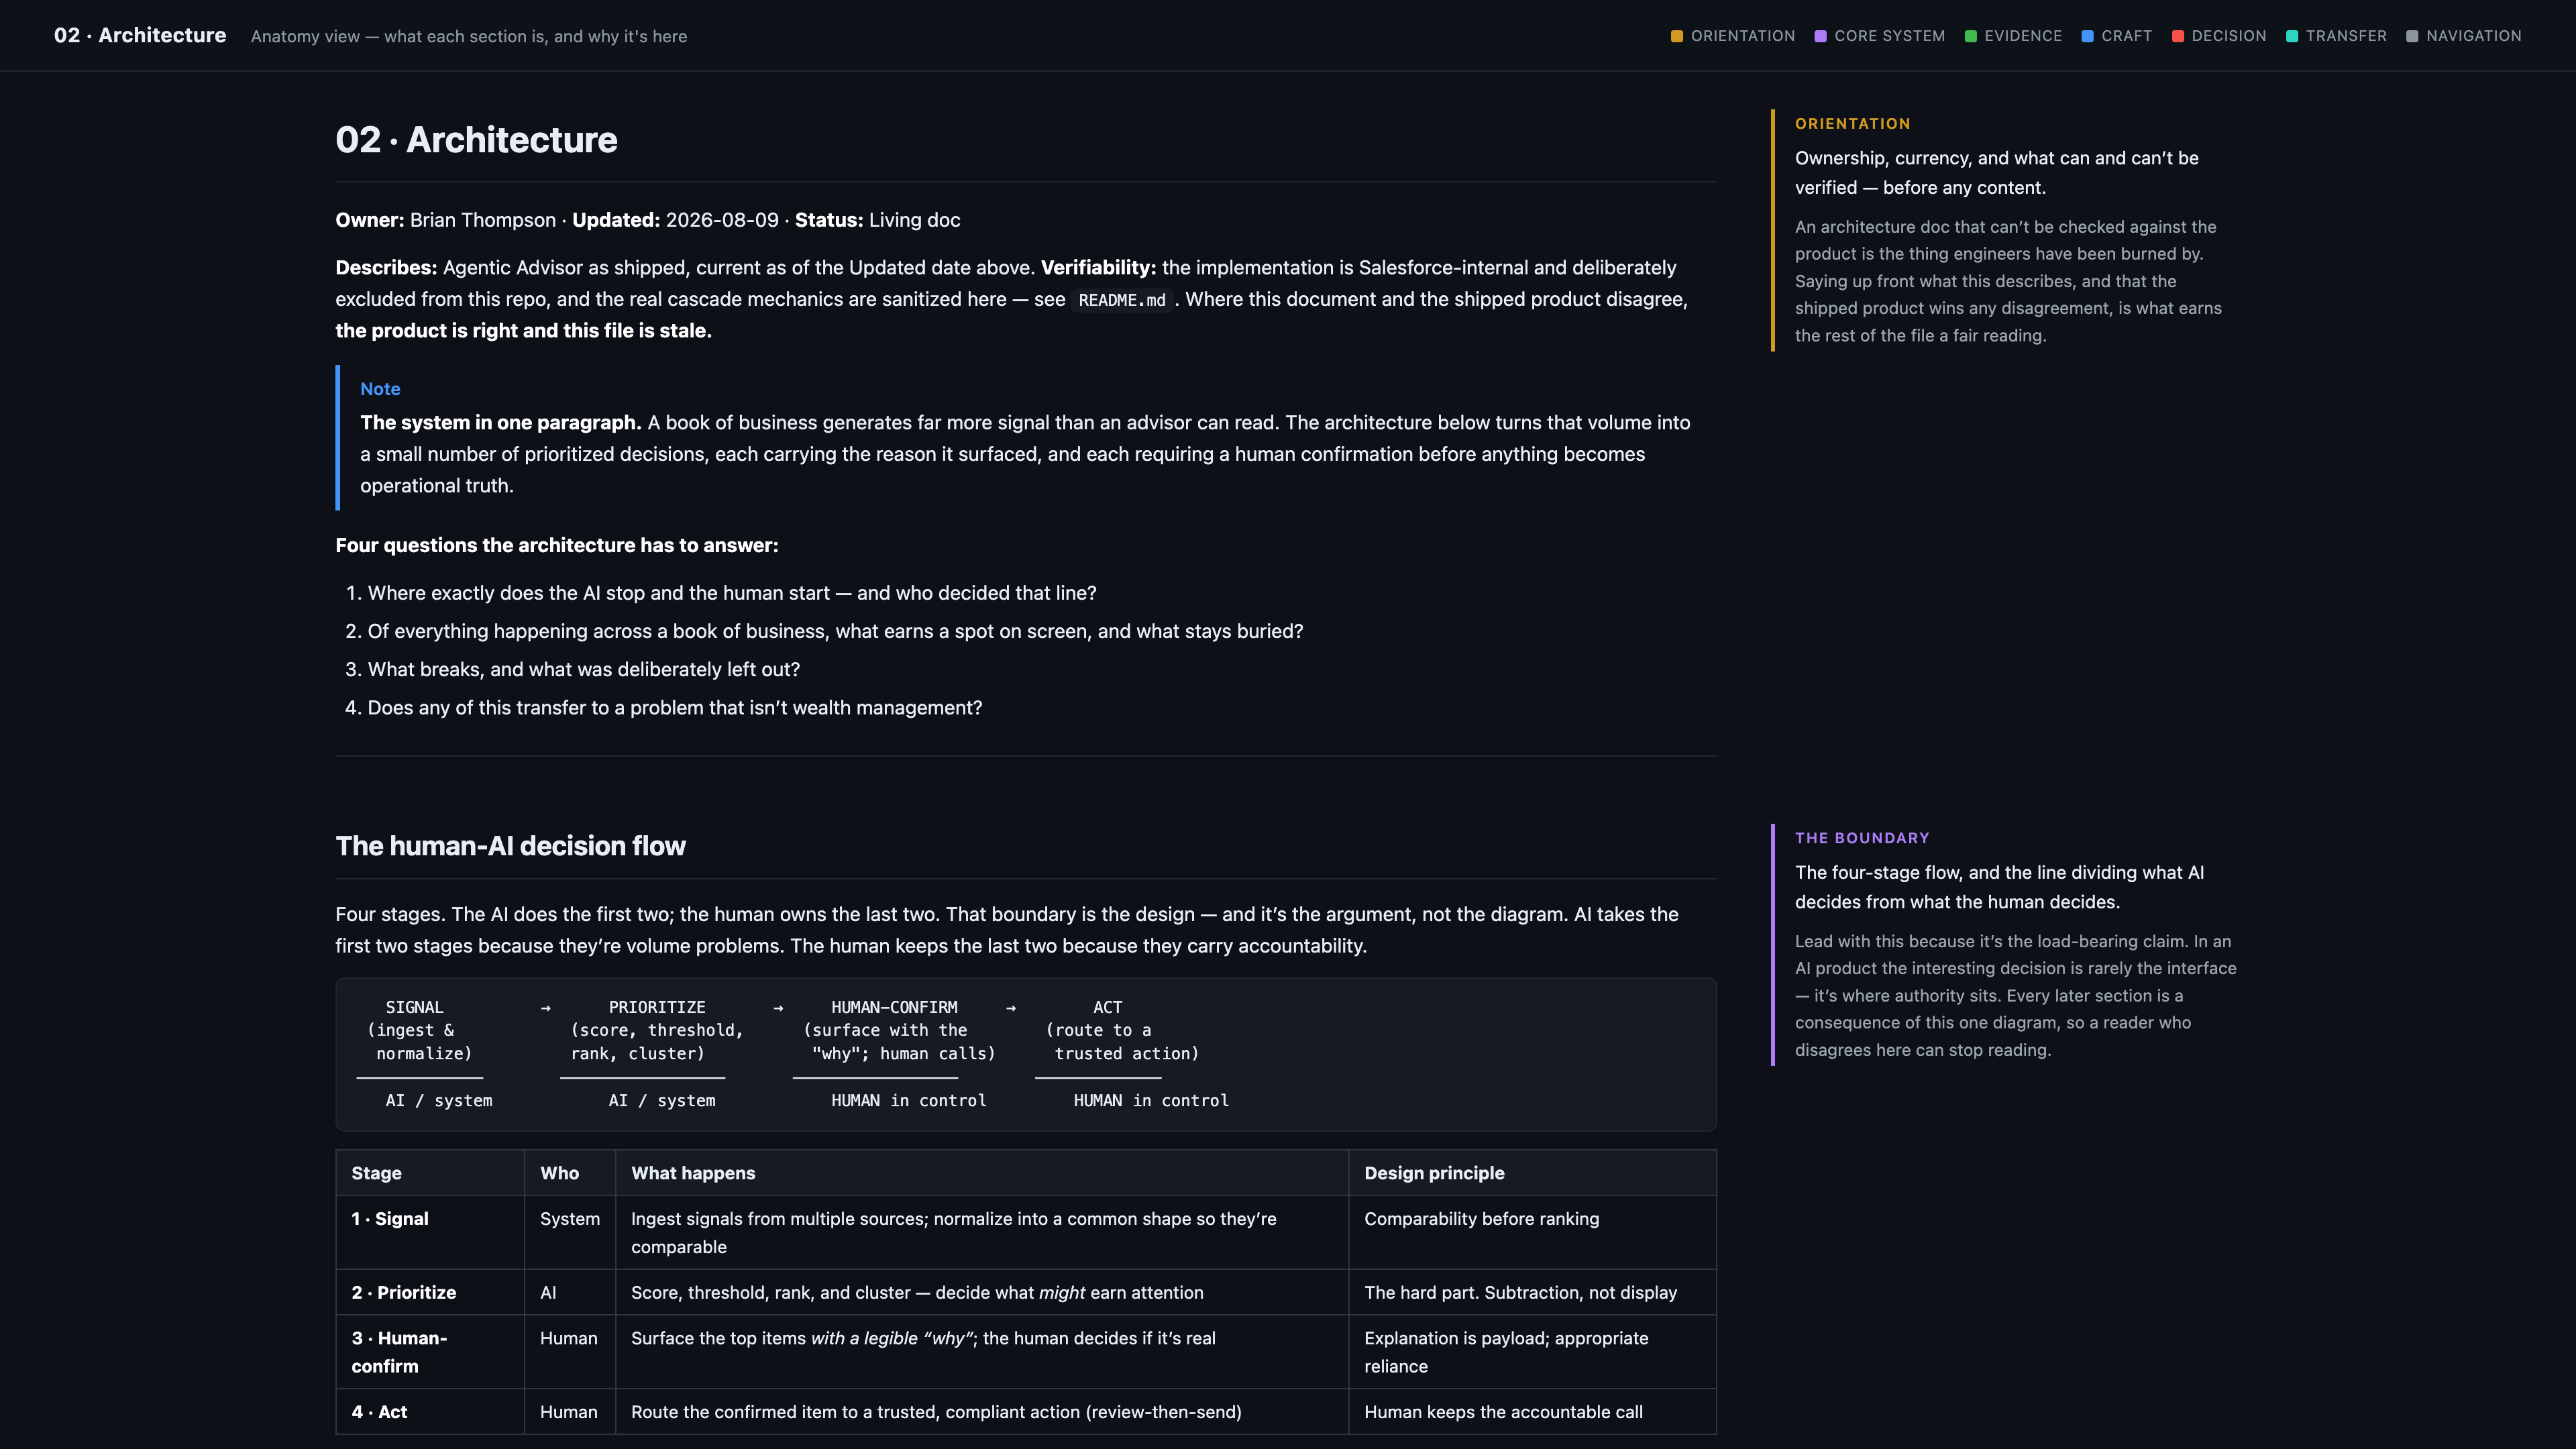 02 · Architecture
Anatomy view — what each section is, and why it's here
ORIENTATION
CORE SYSTEM
EVIDENCE
CRAFT
DECISION
TRANSFER
NAVIGATION
02 · Architecture
Owner: Brian Thompson · Updated: 2026-08-09 · Status: Living doc
Describes: Agentic Advisor as shipped, current as of the Updated date above. Verifiability: the implementation is Salesforce-internal and deliberately
excluded from this repo, and the real cascade mechanics are sanitized here — see README.md. Where this document and the shipped product disagree,
the product is right and this file is stale.
Note
The system in one paragraph. A book of business generates far more signal than an advisor can read. The architecture below turns that volume into
a small number of prioritized decisions, each carrying the reason it surfaced, and each requiring a human confirmation before anything becomes
operational truth.
Four questions the architecture has to answer:
1. Where exactly does the AI stop and the human start — and who decided that line?
2. Of everything happening across a book of business, what earns a spot on screen, and what stays buried?
3. What breaks, and what was deliberately left out?
4. Does any of this transfer to a problem that isn’t wealth management?
ORIENTATION
Ownership, currency, and what can and can’t be
verified — before any content.
An architecture doc that can’t be checked against the
product is the thing engineers have been burned by.
Saying up front what this describes, and that the
shipped product wins any disagreement, is what earns
the rest of the file a fair reading.
The human-AI decision flow
Four stages. The AI does the first two; the human owns the last two. That boundary is the design — and it’s the argument, not the diagram. AI takes the
first two stages because they’re volume problems. The human keeps the last two because they carry accountability.
SIGNAL → PRIORITIZE → HUMAN-CONFIRM → ACT
(ingest & (score, threshold, (surface with the (route to a
normalize) rank, cluster) "why"; human calls) trusted action)
AI / system AI / system HUMAN in control HUMAN in control
Stage Who What happens Design principle
1 · Signal System Ingest signals from multiple sources; normalize into a common shape so they’re Comparability before ranking
comparable
2 · Prioritize AI Score, threshold, rank, and cluster — decide what might earn attention The hard part. Subtraction, not display
3 · Human- Human Surface the top items with a legible “why”; the human decides if it’s real Explanation is payload; appropriate
confirm reliance
4 · Act Human Route the confirmed item to a trusted, compliant action (review-then-send) Human keeps the accountable call
THE BOUNDARY
The four-stage flow, and the line dividing what AI
decides from what the human decides.
Lead with this because it’s the load-bearing claim. In an
AI product the interesting decision is rarely the interface
— it’s where authority sits. Every later section is a
consequence of this one diagram, so a reader who
disagrees here can stop reading.